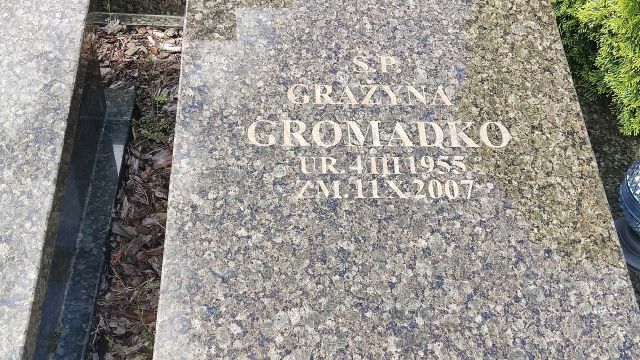 Ś.P.
GRAŻYNA
GROMADKO
UR. 4 III 1955
ZM. 11 X 2007